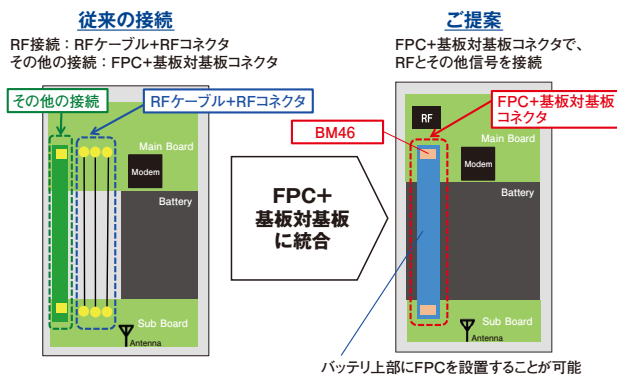 従来の接続
RF接続：RFケーブル+RFコネクタ
その他の接続：FPC+基板対基板コネクタ
その他の接続
RFケーブル+RFコネクタ
Main Board
Modem
Battery
Sub Board
Antenna
FPC+
基板対基板
に統合
ご提案
FPC+基板対基板コネクタで、
RFとその他信号を接続
BM46
FPC+基板対基板
コネクタ
RF
Main Board
Modem
Battery
Sub Board
Antenna
バッテリ上部にFPCを設置することが可能